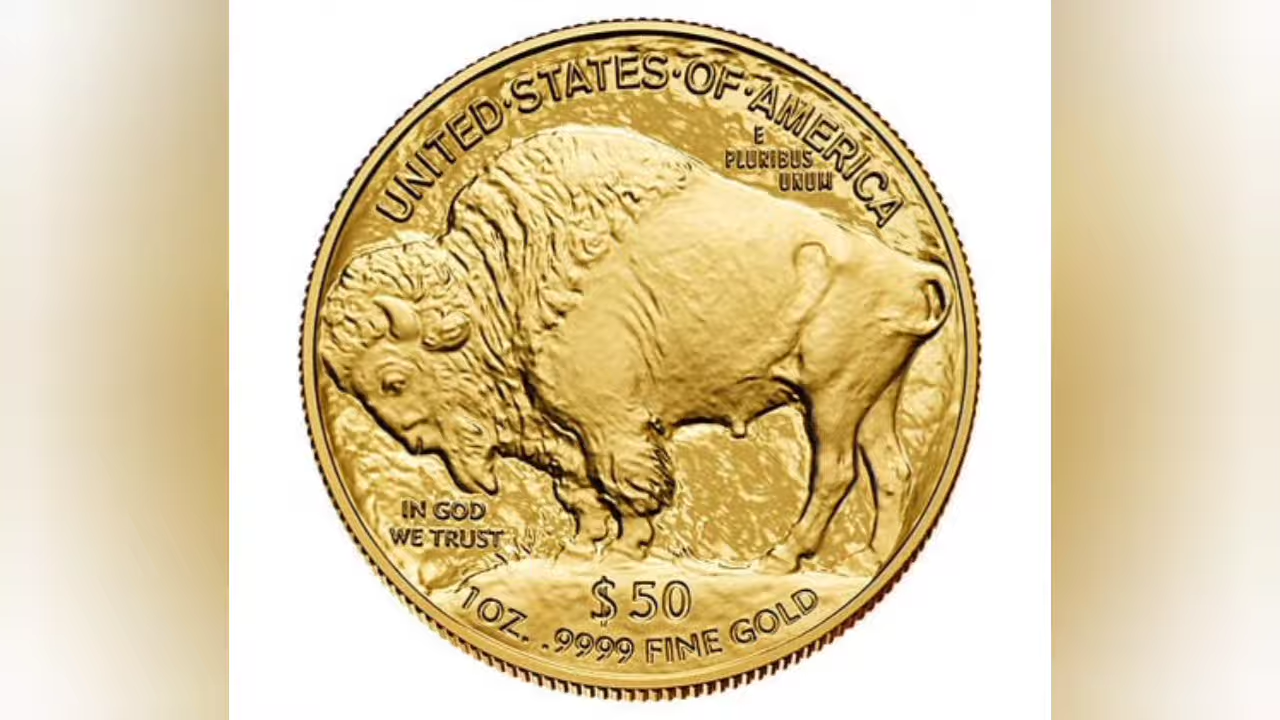 UNITED·STATES·OF·AMERICA
E
PLURIBUS
UNUM
IN GOD
WE TRUST
$50
1 OZ. .9999 FINE GOLD